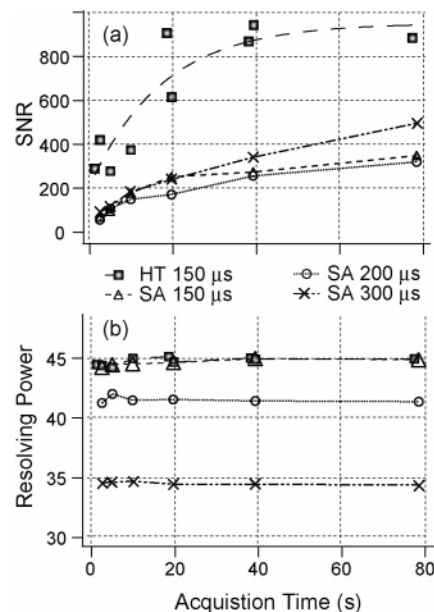 (a)
SNR
800
600
400
200
0
HT 150 μs
SA 200 μs
SA 150 μs
SA 300 μs
(b)
Resolving Power
45
40
35
30
0
20
40
60
80
Acquistion Time (s)